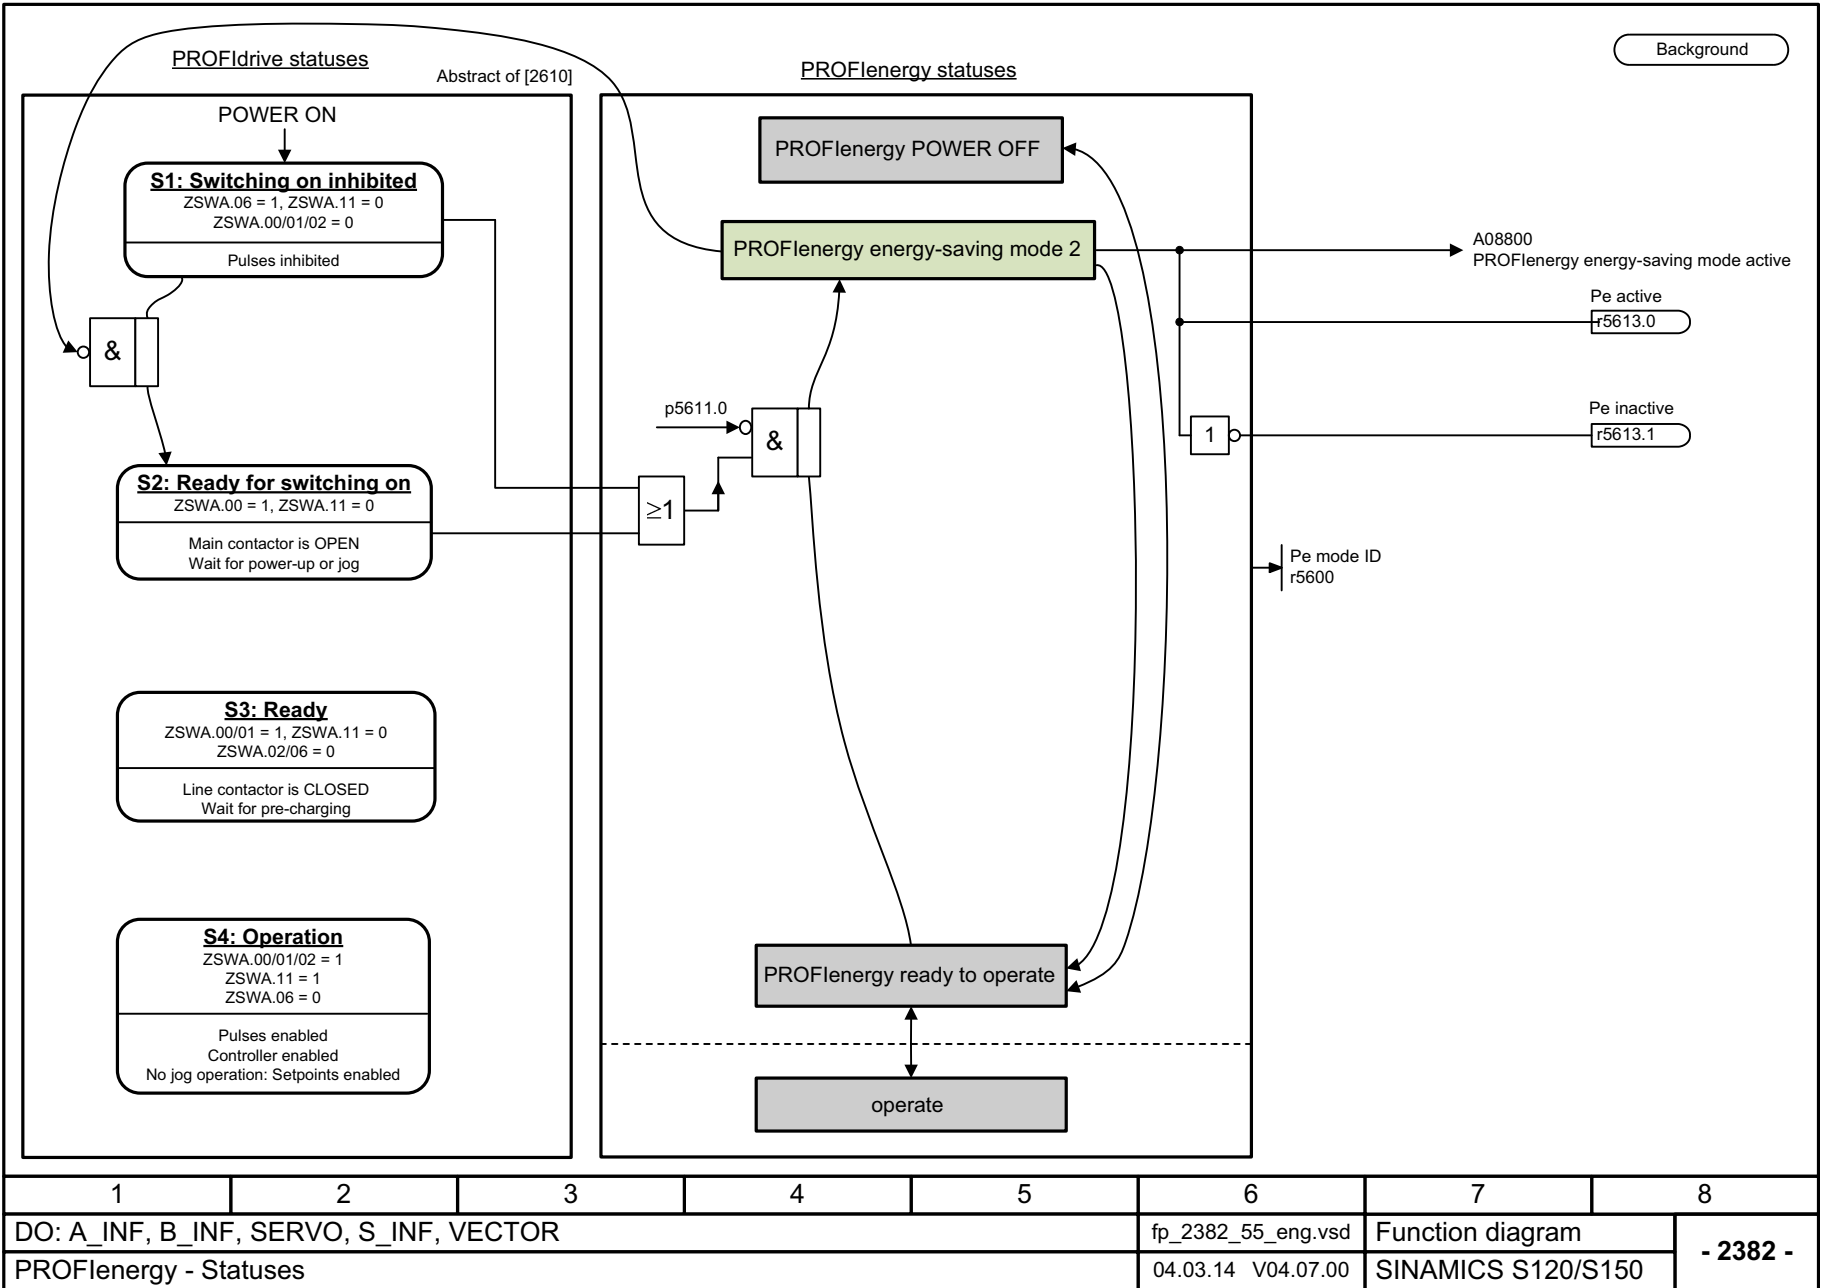 PROFIdrive statuses
Abstract of [2610]
PROFIenergy statuses
Background
POWER ON
S1: Switching on inhibited
ZSWA.06 = 1, ZSWA.11 = 0
ZSWA.00/01/02 = 0
Pulses inhibited
&
S2: Ready for switching on
ZSWA.00 = 1, ZSWA.11 = 0
Main contactor is OPEN
Wait for power-up or jog
S3: Ready
ZSWA.00/01 = 1, ZSWA.11 = 0
ZSWA.02/06 = 0
Line contactor is CLOSED
Wait for pre-charging
S4: Operation
ZSWA.00/01/02 = 1
ZSWA.11 = 1
ZSWA.06 = 0
Pulses enabled
Controller enabled
No jog operation: Setpoints enabled
PROFIenergy POWER OFF
PROFIenergy energy-saving mode 2
p5611.0
&
≥1
PROFIenergy ready to operate
operate
A08800
PROFIenergy energy-saving mode active
Pe active
r5613.0
Pe inactive
1
r5613.1
Pe mode ID
r5600
1 2 3 4 5 6 7 8
DO: A_INF, B_INF, SERVO, S_INF, VECTOR
fp_2382_55_eng.vsd
Function diagram
- 2382 -
PROFIenergy - Statuses
04.03.14 V04.07.00
SINAMICS S120/S150